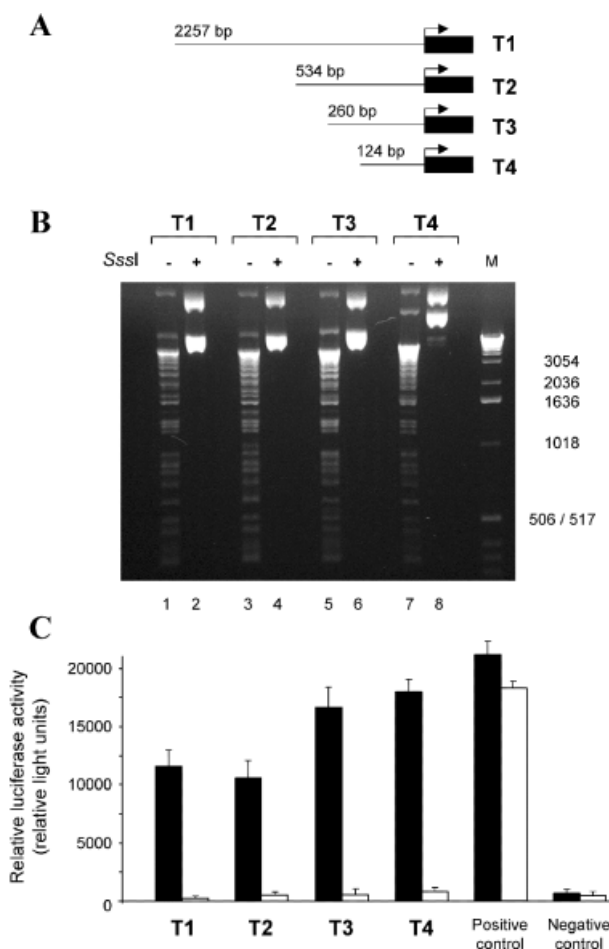 A
2257 bp
T1
534 bp
T2
260 bp
T3
124 bp
T4
B
T1 T2 T3 T4
SssI - + - + - + - + M
3054
2036
1636
1018
506 / 517
1 2 3 4 5 6 7 8
C
Relative luciferase activity
(relative light units)
20000
15000
10000
5000
0
T1 T2 T3 T4 Positive control Negative control